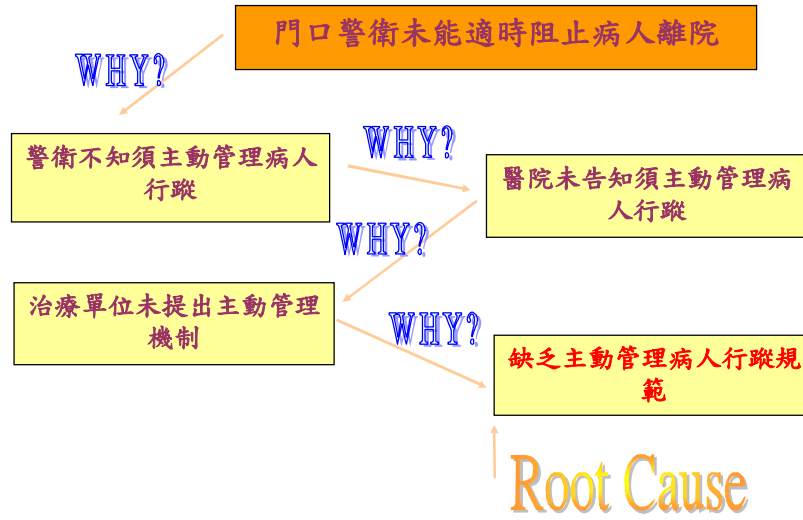 門口警衛未能適時阻止病人離院
WHY?
警衛不知須主動管理病人
行蹤
WHY?
醫院未告知須主動管理病
人行蹤
WHY?
治療單位未提出主動管理
機制
WHY?
缺乏主動管理病人行蹤規
範
Root Cause